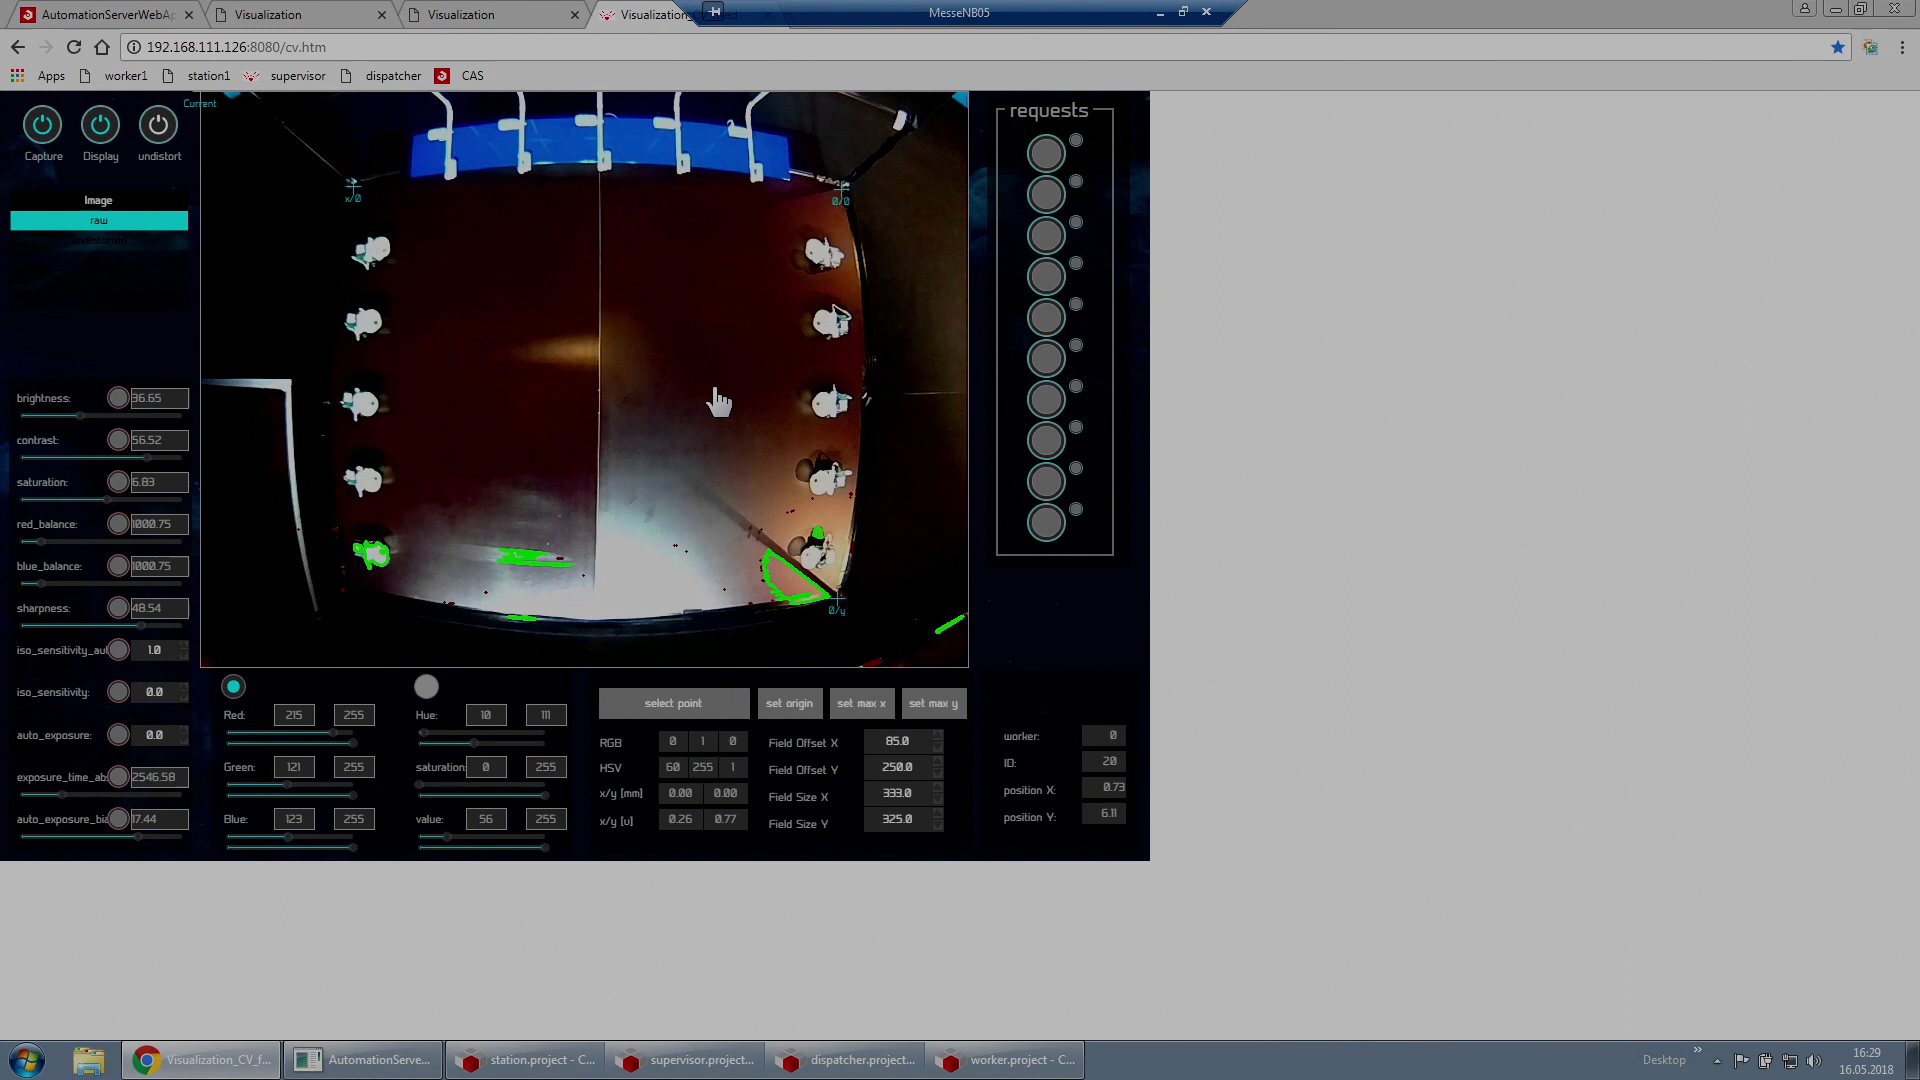 AutomationServerWebAp
Visualization
Visualization
Visualization_
MesseNB05
192.168.111.126:8080/cv.htm
Apps
worker1
station1
supervisor
dispatcher
CAS
Current
Capture
Display
undistort
Image
raw
undistorted
brightness:
36.65
contrast:
56.52
saturation:
6.83
red_balance:
1000.75
blue_balance:
1000.75
sharpness:
48.54
iso_sensitivity_aut
1.0
iso_sensitivity:
0.0
auto_exposure:
0.0
exposure_time_ab
2546.58
auto_exposure_bia
17.44
x/0
0/0
0/y
requests
Red:
215
255
Green:
121
255
Blue:
123
255
Hue:
10
111
saturation:
0
255
value:
56
255
select point
set origin
set max x
set max y
RGB
0
1
0
HSV
60
255
1
x/y [mm]
0.00
0.00
x/y [u]
0.26
0.77
Field Offset X
85.0
Field Offset Y
250.0
Field Size X
333.0
Field Size Y
325.0
worker:
0
ID:
20
position X:
0.73
position Y:
6.11
Visualization_CV_f...
AutomationServe...
station.project - C...
supervisor.project...
dispatcher.project...
worker.project - C...
Desktop
16:29
16.05.2018